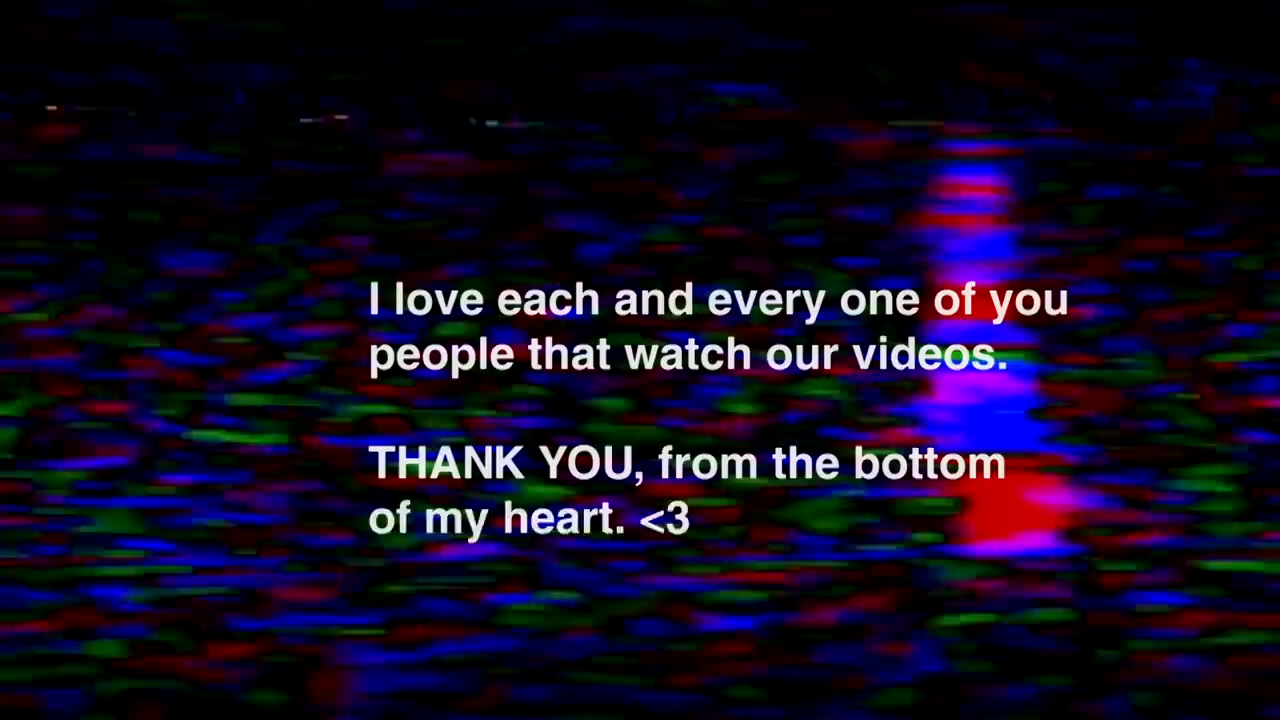 I love each and every one of you
people that watch our videos.
THANK YOU, from the bottom
of my heart. <3